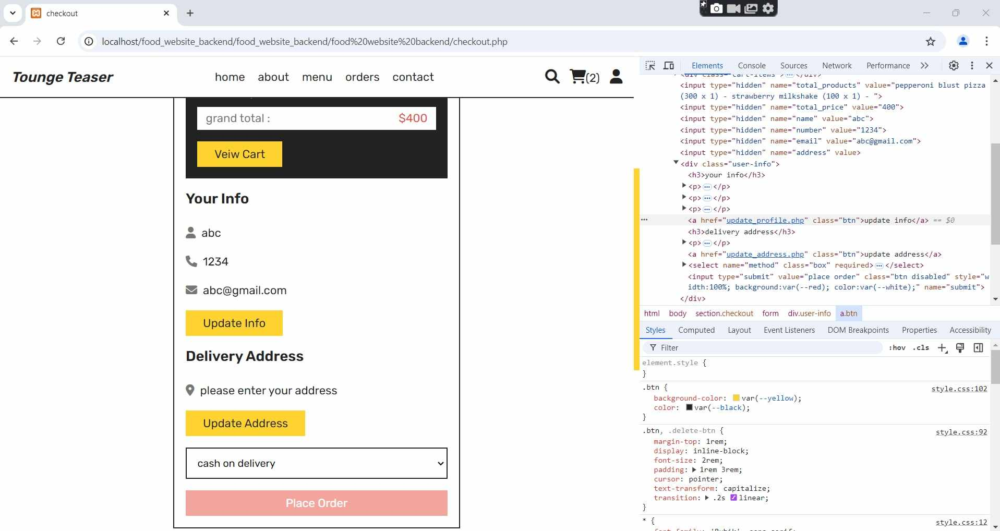 checkout
localhost/food_website_backend/food_website_backend/food%20website%20backend/checkout.php
Tounge Teaser
home about menu orders contact
(2)
grand total : $400
Veiw Cart
Your Info
abc
1234
abc@gmail.com
Update Info
Delivery Address
please enter your address
Update Address
cash on delivery
Place Order
Elements Console Sources Network Performance
<div class="cart-items"> </div>
<input type="hidden" name="total_products" value="pepperoni blust pizza
(300 x 1) - strawberry milkshake (100 x 1) - ">
<input type="hidden" name="total_price" value="400">
<input type="hidden" name="name" value="abc">
<input type="hidden" name="number" value="1234">
<input type="hidden" name="email" value="abc@gmail.com">
<input type="hidden" name="address" value>
<div class="user-info">
<h3>your info</h3>
<p>…</p>
<p>…</p>
<p>…</p>
<a href="update_profile.php" class="btn">update info</a> == $0
<h3>delivery address</h3>
<p>…</p>
<a href="update_address.php" class="btn">update address</a>
<select name="method" class="box" required>…</select>
<input type="submit" value="place order" class="btn disabled" style="w
idth:100%; background:var(--red); color:var(--white);" name="submit">
</div>
html body section.checkout form div.user-info a.btn
Styles Computed Layout Event Listeners DOM Breakpoints Properties Accessibility
Filter :hov .cls
element.style {
}
.btn { style.css:102
background-color: var(--yellow);
color: var(--black);
}
.btn, .delete-btn { style.css:92
margin-top: 1rem;
display: inline-block;
font-size: 2rem;
padding: 1rem 3rem;
cursor: pointer;
text-transform: capitalize;
transition: .2s linear;
}
* { style.css:12